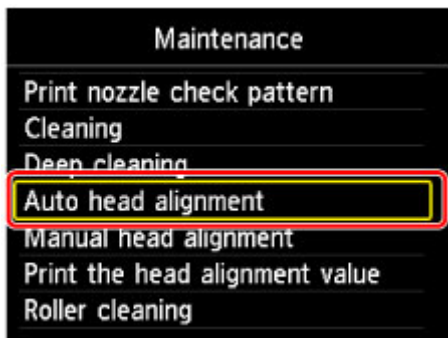 Maintenance
Print nozzle check pattern
Cleaning
Deep cleaning
Auto head alignment
Manual head alignment
Print the head alignment value
Roller cleaning